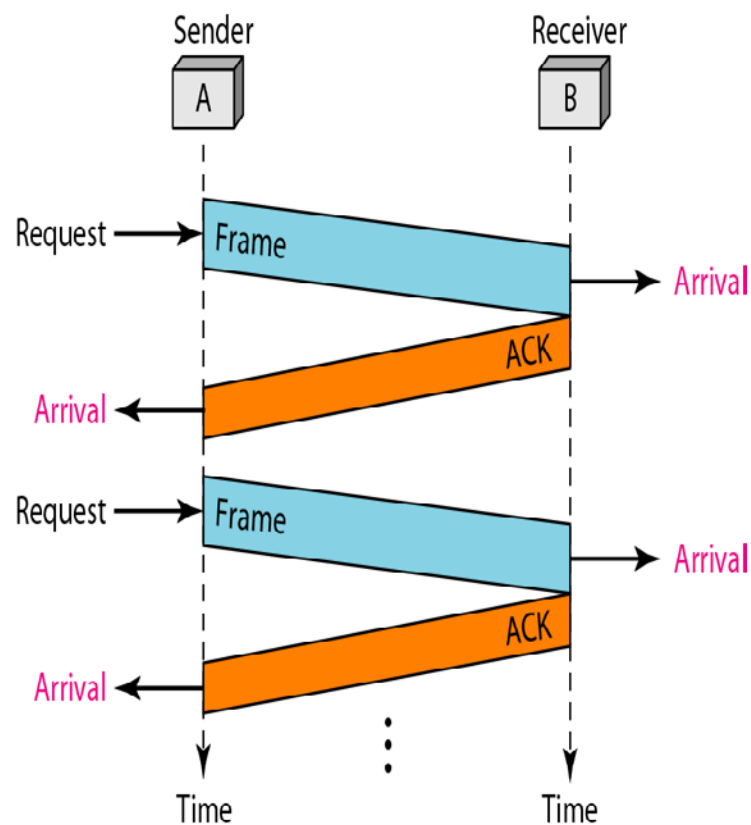 Sender Receiver
A B
Request Frame
Arrival
ACK
Arrival
Request Frame
Arrival
ACK
Arrival
Time Time